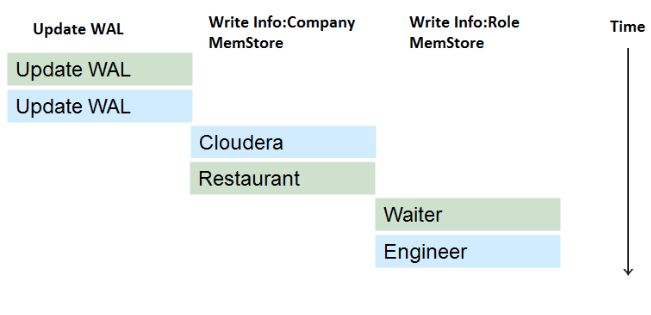 Update WAL
Write Info:Company
MemStore
Write Info:Role
MemStore
Time
Update WAL
Update WAL
Cloudera
Restaurant
Waiter
Engineer